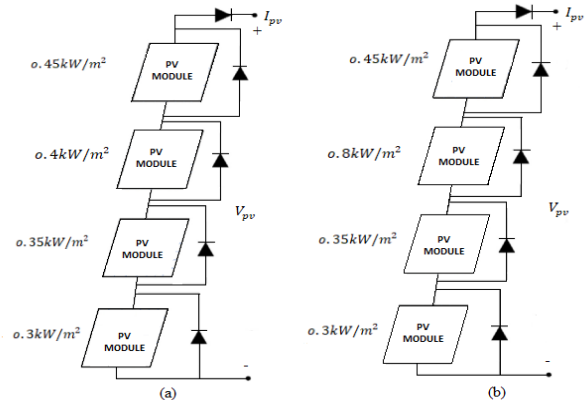 I_pv
+
o.45kW/m²
PV
MODULE
o.4kW/m²
PV
MODULE
V_pv
o.35kW/m²
PV
MODULE
o.3kW/m²
PV
MODULE
-
(a)
I_pv
+
o.45kW/m²
PV
MODULE
o.8kW/m²
PV
MODULE
V_pv
o.35kW/m²
PV
MODULE
o.3kW/m²
PV
MODULE
-
(b)